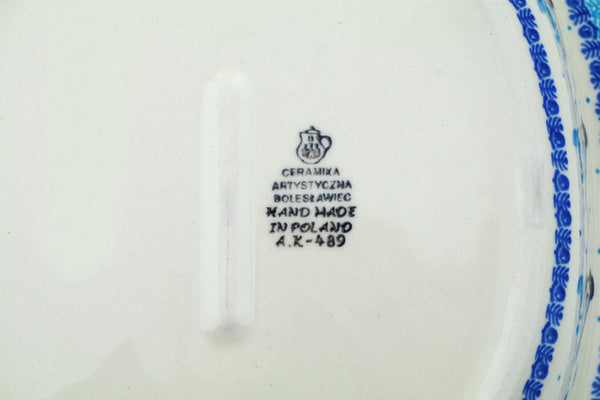 CERAMIKA
ARTYSTYCZNA
BOLESŁAWIEC
HAND MADE
IN POLAND
A.K-489